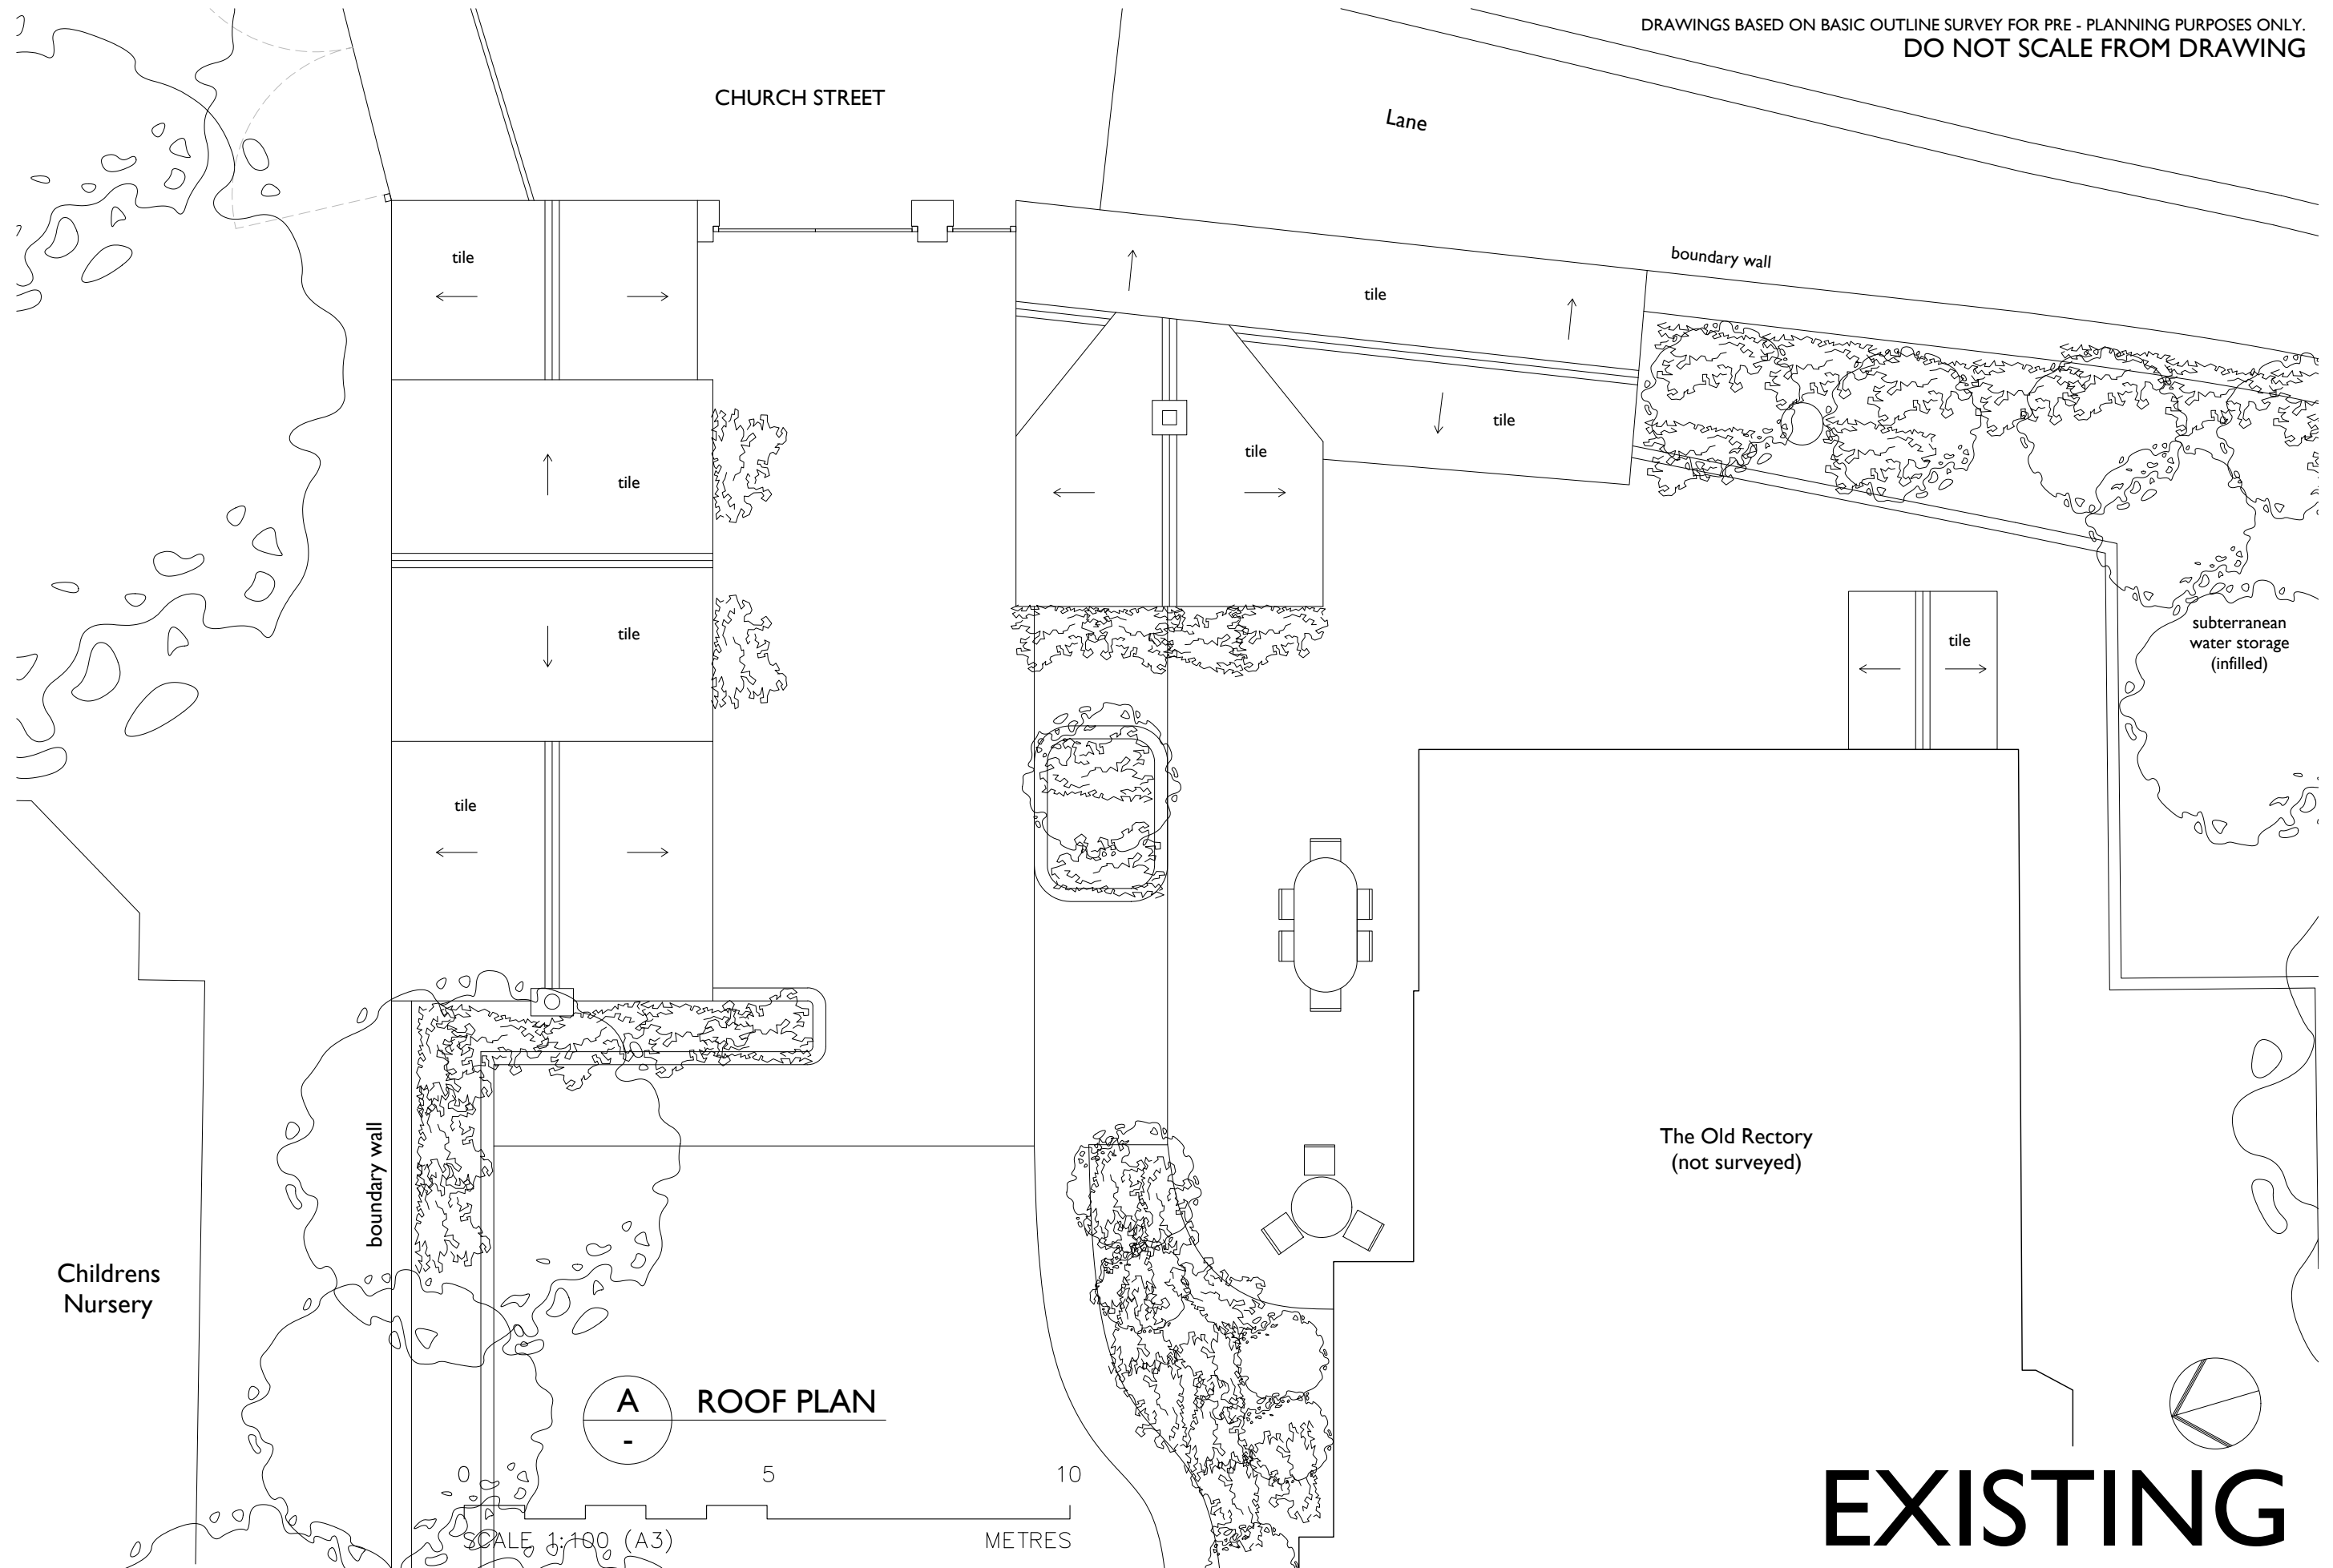 DRAWINGS BASED ON BASIC OUTLINE SURVEY FOR PRE - PLANNING PURPOSES ONLY.
DO NOT SCALE FROM DRAWING
CHURCH STREET
Lane
boundary wall
tile
tile
tile
tile
tile
tile
tile
tile
subterranean
water storage
(infilled)
tile
The Old Rectory
(not surveyed)
boundary wall
Childrens
Nursery
A
-
ROOF PLAN
0 5 10
SCALE 1:100 (A3) METRES
EXISTING